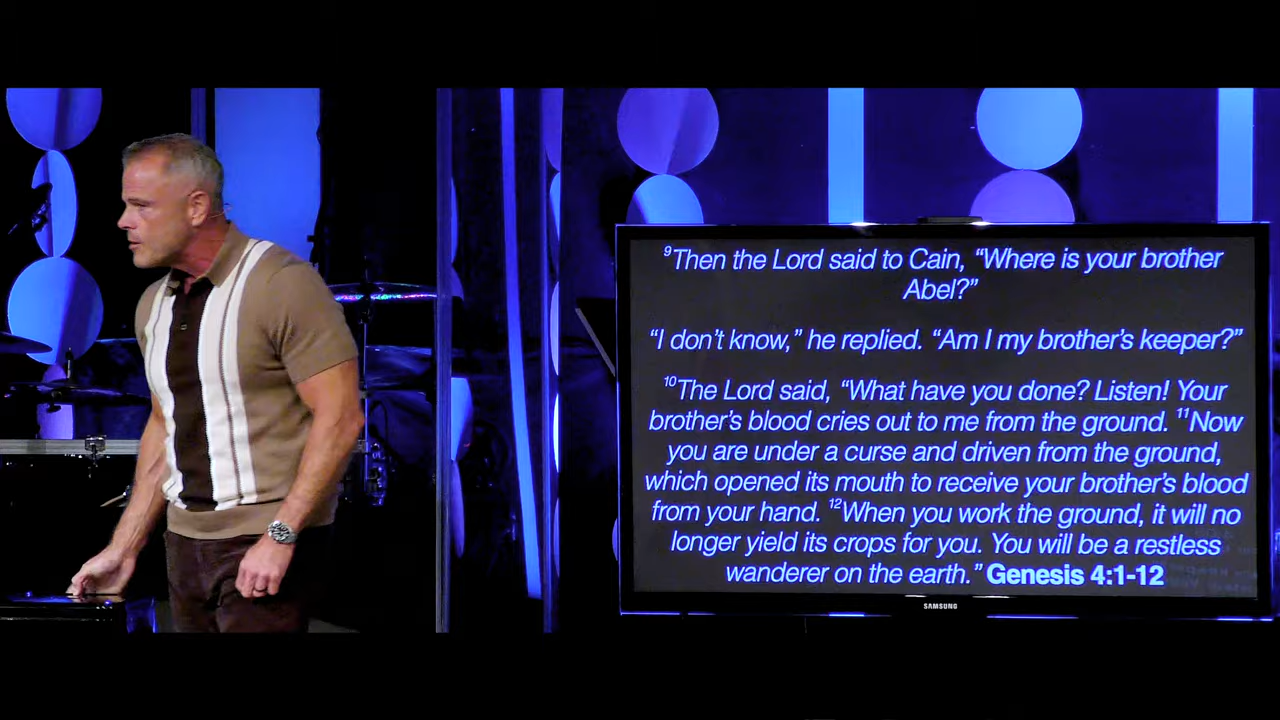 ⁹Then the Lord said to Cain, “Where is your brother
Abel?”
“I don’t know,” he replied. “Am I my brother’s keeper?”
¹⁰The Lord said, “What have you done? Listen! Your
brother’s blood cries out to me from the ground. ¹¹Now
you are under a curse and driven from the ground,
which opened its mouth to receive your brother’s blood
from your hand. ¹²When you work the ground, it will no
longer yield its crops for you. You will be a restless
wanderer on the earth.” Genesis 4:1-12
SAMSUNG